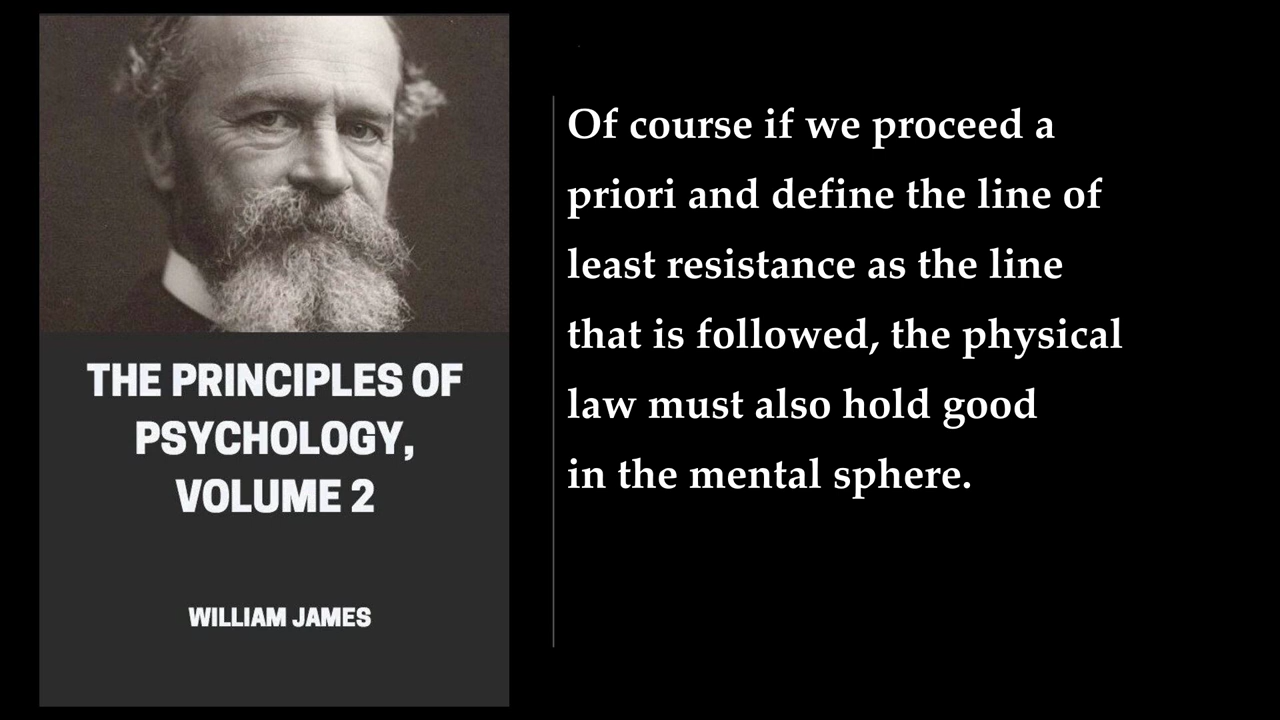 THE PRINCIPLES OF
PSYCHOLOGY,
VOLUME 2
WILLIAM JAMES
Of course if we proceed a
priori and define the line of
least resistance as the line
that is followed, the physical
law must also hold good
in the mental sphere.